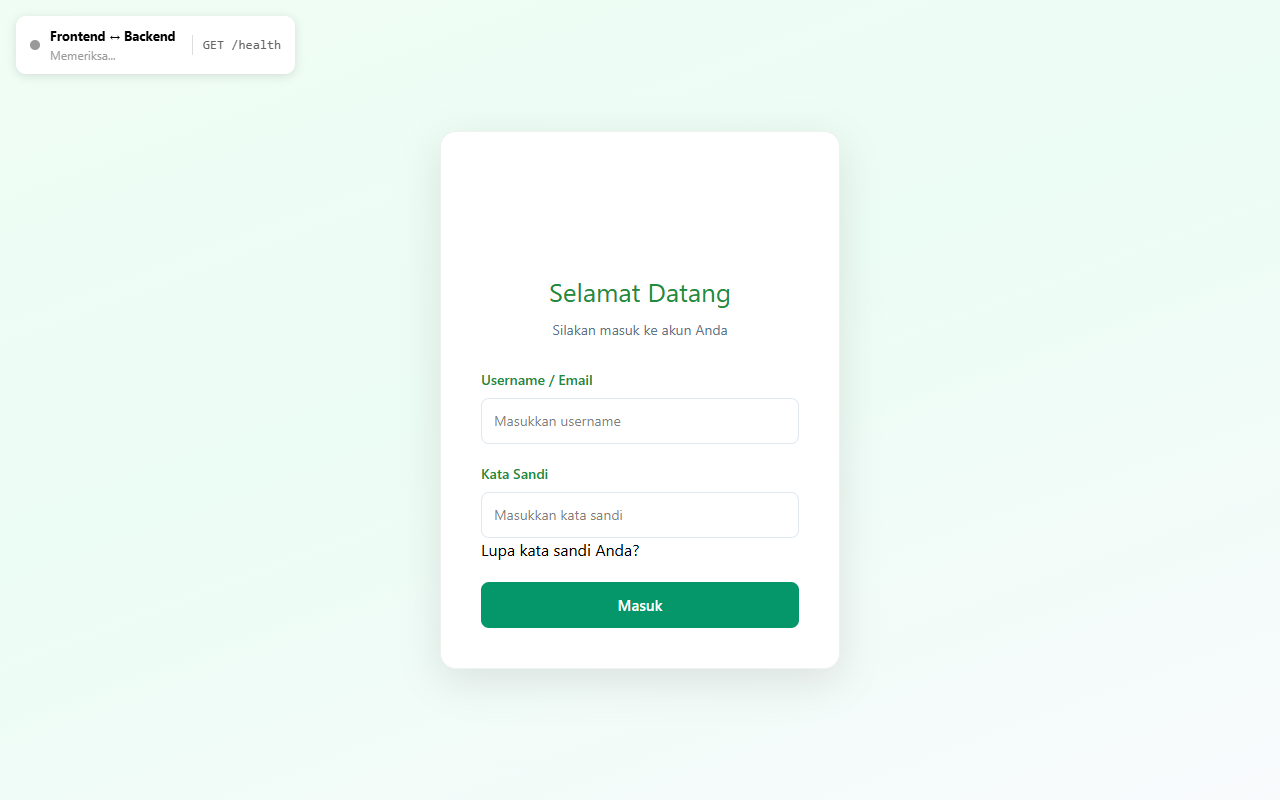 Frontend ↔ Backend
Memeriksa...
GET /health
Selamat Datang
Silakan masuk ke akun Anda
Username / Email
Masukkan username
Kata Sandi
Masukkan kata sandi
Lupa kata sandi Anda?
Masuk